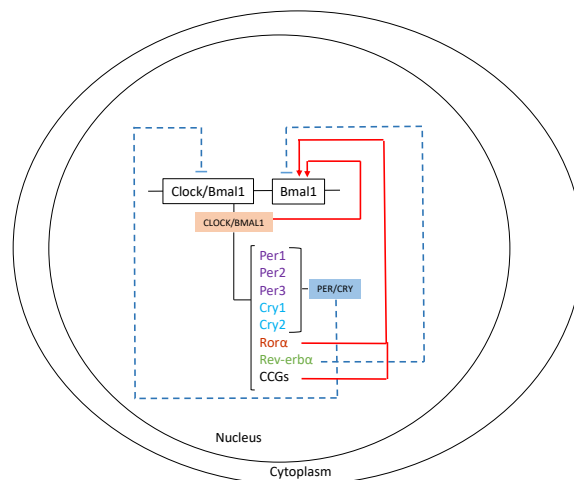 Clock/Bmal1
Bmal1
CLOCK/BMAL1
Per1
Per2
Per3
Cry1
Cry2
Rorα
Rev-erbα
CCGs
PER/CRY
Nucleus
Cytoplasm